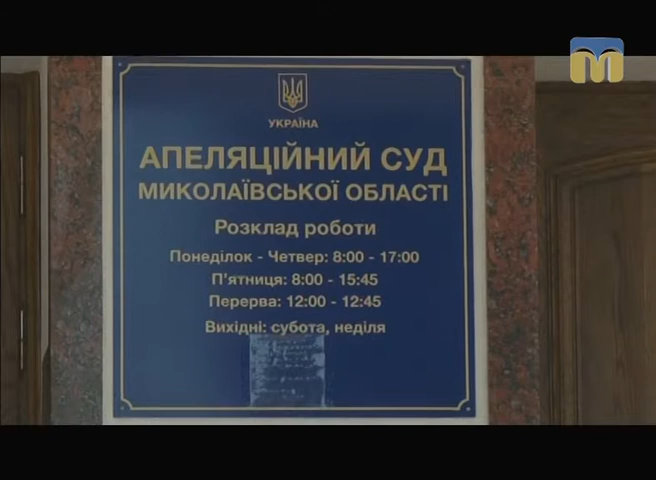 УКРАЇНА
АПЕЛЯЦІЙНИЙ СУД
МИКОЛАЇВСЬКОЇ ОБЛАСТІ
Розклад роботи
Понеділок - Четвер: 8:00 - 17:00
П'ятниця: 8:00 - 15:45
Перерва: 12:00 - 12:45
Вихідні: субота, неділя